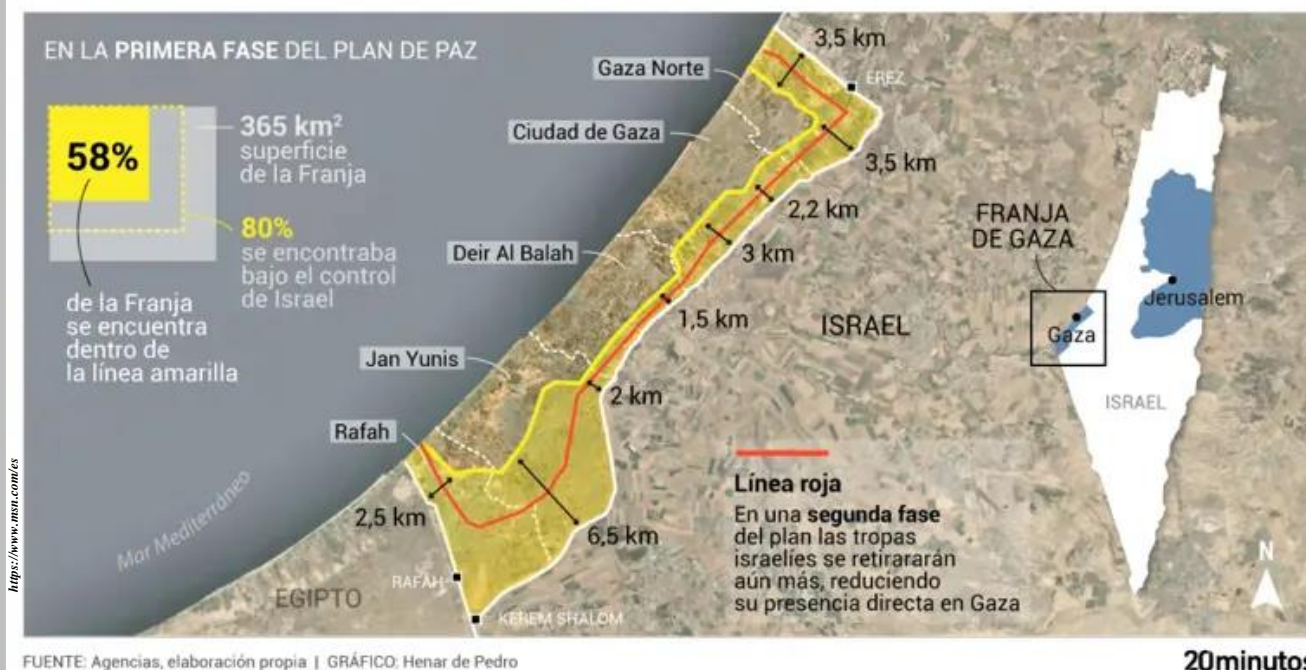 EN LA PRIMERA FASE DEL PLAN DE PAZ
58%
365 km²
superficie
de la Franja
80%
se encontraba
bajo el control
de Israel
de la Franja
se encuentra
dentro de
la línea amarilla
Gaza Norte
Ciudad de Gaza
Deir Al Balah
Jan Yunis
Rafah
3,5 km
EREZ
3,5 km
2,2 km
3 km
1,5 km
2 km
6,5 km
2,5 km
ISRAEL
RAFAH
KEREM SHALOM
EGIPTO
Mar Mediterráneo
Línea roja
En una segunda fase
del plan las tropas
israelíes se retirararán
aún más, reduciendo
su presencia directa en Gaza
FRANJA
DE GAZA
Jerusalem
Gaza
ISRAEL
N
https://www.msn.com/es
FUENTE: Agencias, elaboración propia | GRÁFICO: Henar de Pedro
20minutos